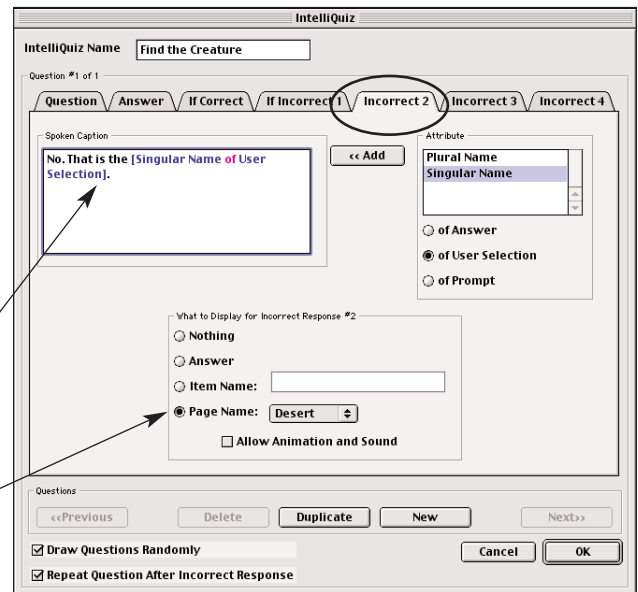 IntelliQuiz
IntelliQuiz Name Find the Creature
Question #1 of 1
Question Answer If Correct If Incorrect 1 Incorrect 2 Incorrect 3 Incorrect 4
Spoken Caption
No. That is the [Singular Name of User
Selection].
<< Add
Attribute
Plural Name
Singular Name
of Answer
of User Selection
of Prompt
What to Display for Incorrect Response #2
Nothing
Answer
Item Name:
Page Name: Desert
Allow Animation and Sound
Questions
<<Previous Delete Duplicate New Next>>
Draw Questions Randomly
Cancel OK
Repeat Question After Incorrect Response